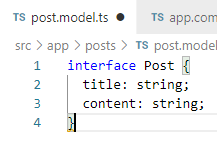 TS post.model.ts ● TS app.com
src > app > posts > TS post.model
1 interface Post {
2 title: string;
3 content: string;
4 }